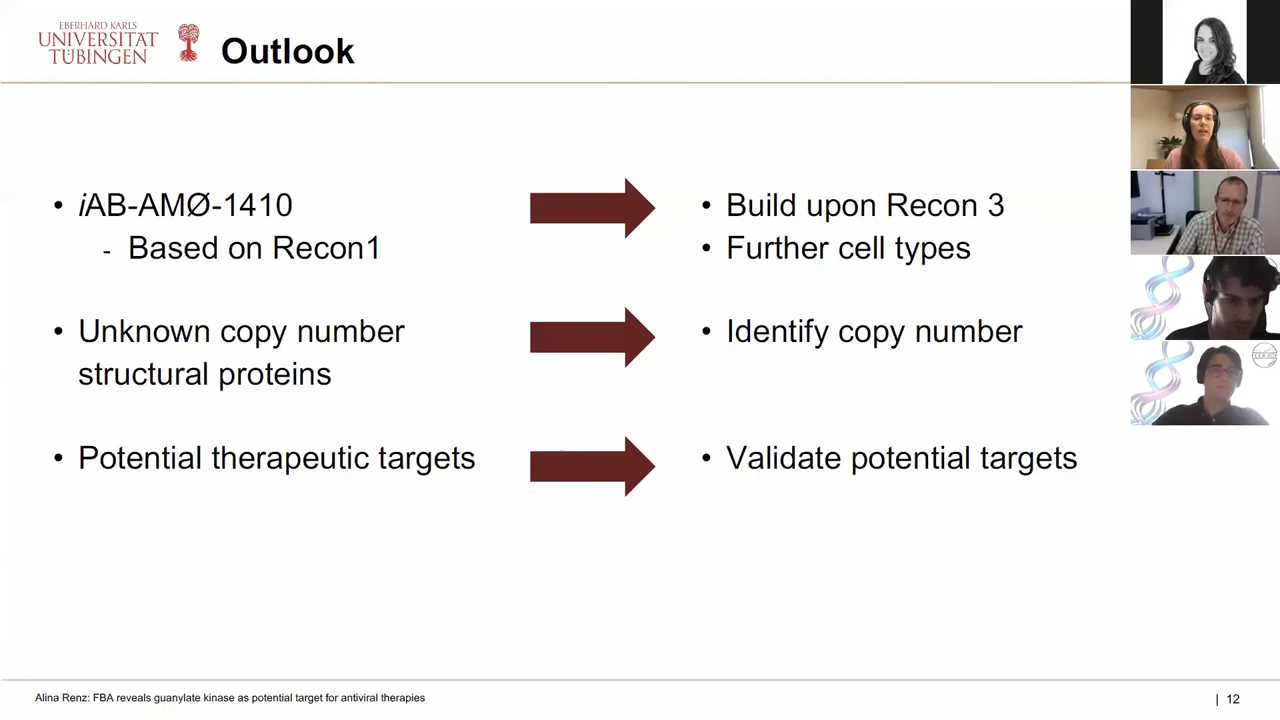 EBERHARD KARLS
UNIVERSITÄT
TÜBINGEN
Outlook
• iAB-AMØ-1410
- Based on Recon1
• Unknown copy number
structural proteins
• Potential therapeutic targets
• Build upon Recon 3
• Further cell types
• Identify copy number
• Validate potential targets
Alina Renz: FBA reveals guanylate kinase as potential target for antiviral therapies
| 12